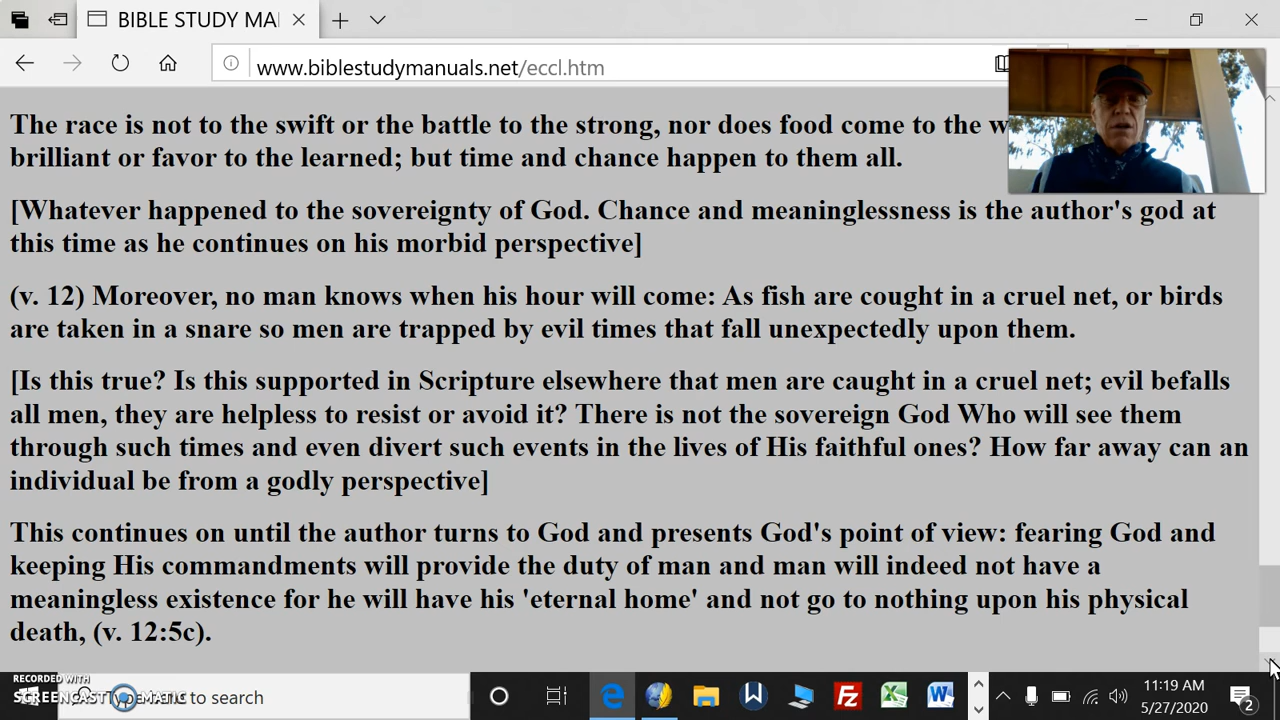 BIBLE STUDY MA
www.biblestudymanuals.net/eccl.htm
The race is not to the swift or the battle to the strong, nor does food come to the w
brilliant or favor to the learned; but time and chance happen to them all.
[Whatever happened to the sovereignty of God. Chance and meaninglessness is the author's god at
this time as he continues on his morbid perspective]
(v. 12) Moreover, no man knows when his hour will come: As fish are cought in a cruel net, or birds
are taken in a snare so men are trapped by evil times that fall unexpectedly upon them.
[Is this true? Is this supported in Scripture elsewhere that men are caught in a cruel net; evil befalls
all men, they are helpless to resist or avoid it? There is not the sovereign God Who will see them
through such times and even divert such events in the lives of His faithful ones? How far away can an
individual be from a godly perspective]
This continues on until the author turns to God and presents God's point of view: fearing God and
keeping His commandments will provide the duty of man and man will indeed not have a
meaningless existence for he will have his 'eternal home' and not go to nothing upon his physical
death, (v. 12:5c).
RECORDED WITH
SCREENCAST MATIC
to search
11:19 AM
5/27/2020
2